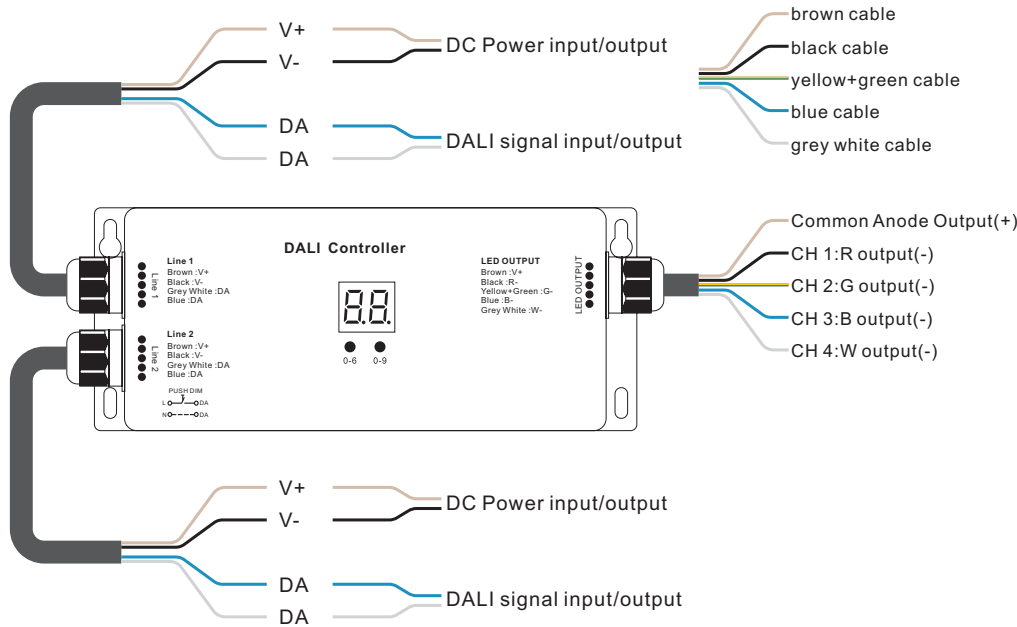 V+
V-
DC Power input/output
DA
DA
DALI signal input/output
brown cable
black cable
yellow+green cable
blue cable
grey white cable
DALI Controller
Line 1
Brown :V+
Black :V-
Grey White :DA
Blue :DA
Line 1
Line 2
Brown :V+
Black :V-
Grey White :DA
Blue :DA
Line 2
PUSH DIM
L DA
N DA
8.8.
0-6 0-9
LED OUTPUT
Brown :V+
Black :R-
Yellow+Green :G-
Blue :B-
Grey White :W-
LED OUTPUT
Common Anode Output(+)
CH 1:R output(-)
CH 2:G output(-)
CH 3:B output(-)
CH 4:W output(-)
V+
V-
DC Power input/output
DA
DA
DALI signal input/output